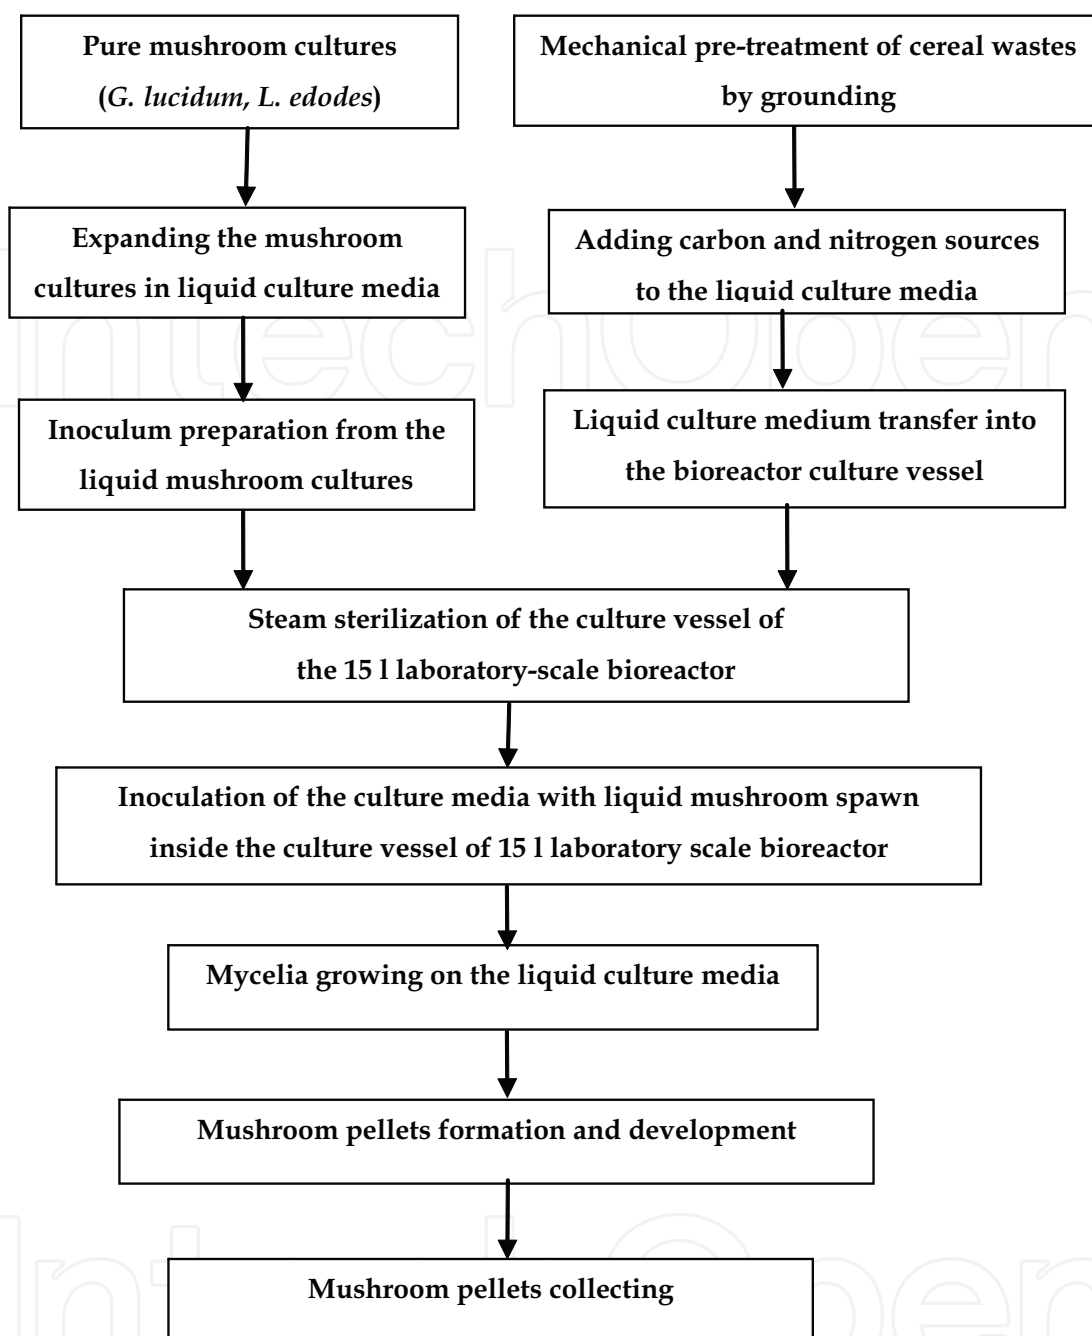 Pure mushroom cultures
(G. lucidum, L. edodes)
Mechanical pre-treatment of cereal wastes
by grounding
Expanding the mushroom
cultures in liquid culture media
Adding carbon and nitrogen sources
to the liquid culture media
Inoculum preparation from the
liquid mushroom cultures
Liquid culture medium transfer into
the bioreactor culture vessel
Steam sterilization of the culture vessel of
the 15 l laboratory-scale bioreactor
Inoculation of the culture media with liquid mushroom spawn
inside the culture vessel of 15 l laboratory scale bioreactor
Mycelia growing on the liquid culture media
Mushroom pellets formation and development
Mushroom pellets collecting
IntechOpen
IntechOpen